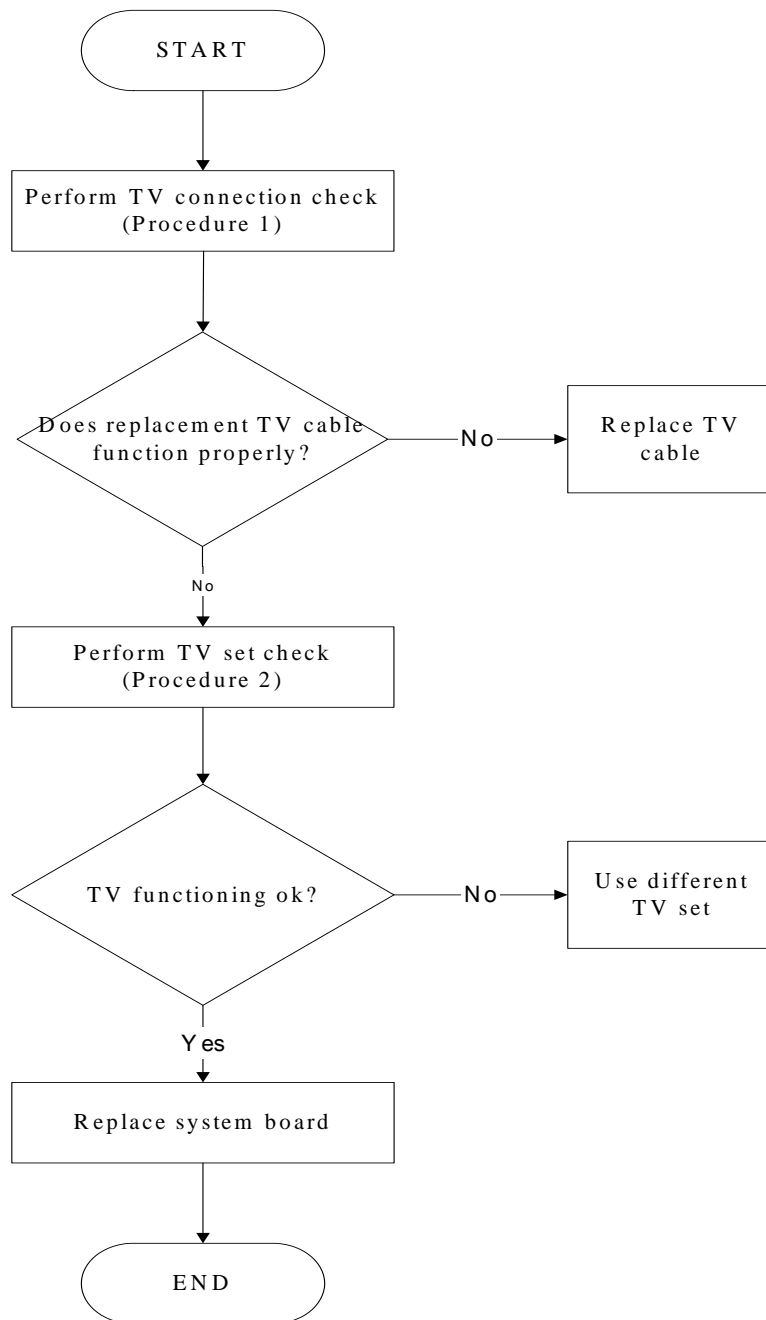 START
Perform TV connection check
(Procedure 1)
Does replacement TV cable
function properly?
No
Replace TV
cable
No
Perform TV set check
(Procedure 2)
TV functioning ok?
No
Use different
TV set
Yes
Replace system board
END